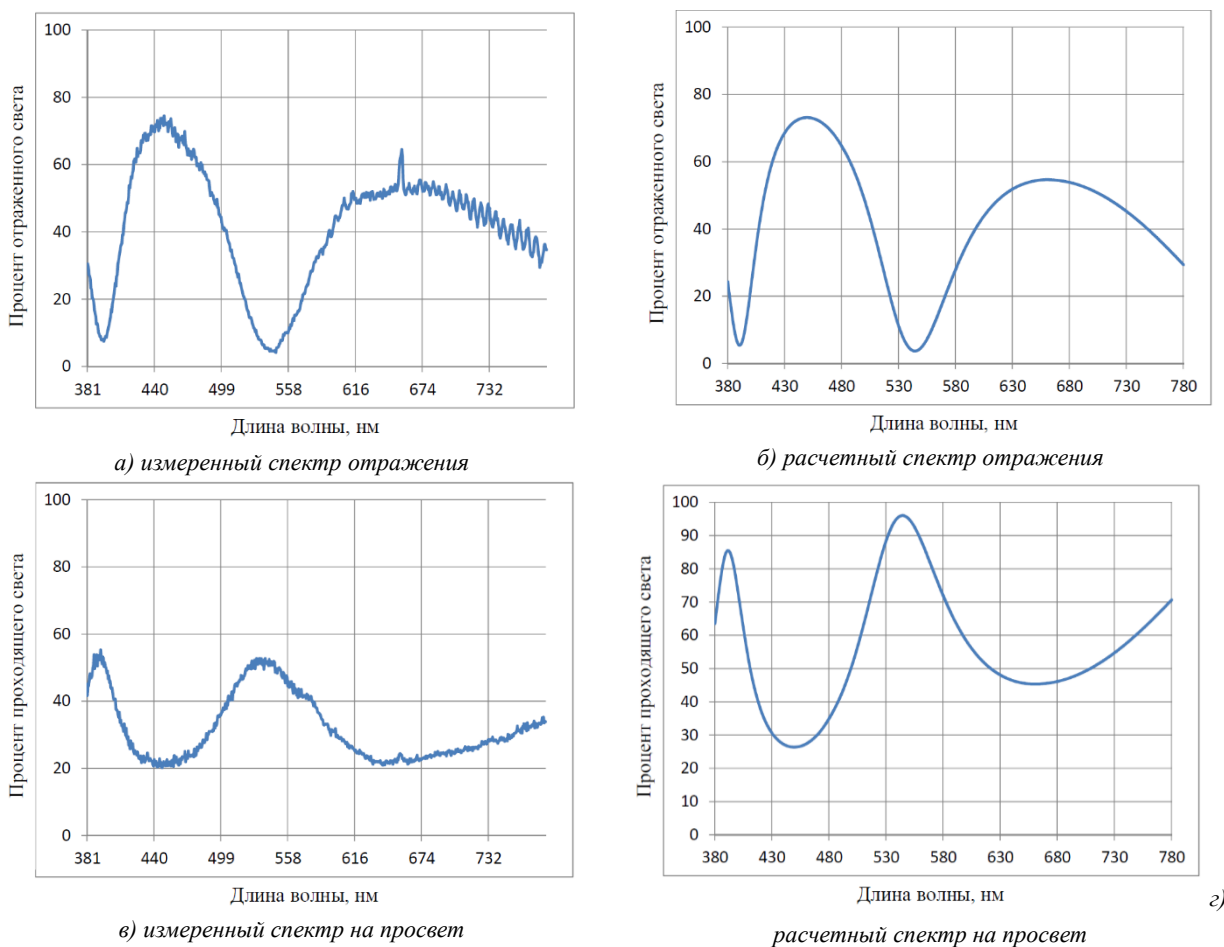 100
80
60
40
20
0
381 440 499 558 616 674 732
Процент отраженного света
Длина волны, нм
а) измеренный спектр отражения
100
80
60
40
20
0
380 430 480 530 580 630 680 730 780
Процент отраженного света
Длина волны, нм
б) расчетный спектр отражения
100
80
60
40
20
0
381 440 499 558 616 674 732
Процент проходящего света
Длина волны, нм
в) измеренный спектр на просвет
100
90
80
70
60
50
40
30
20
10
0
380 430 480 530 580 630 680 730 780
Процент проходящего света
Длина волны, нм
г)
расчетный спектр на просвет